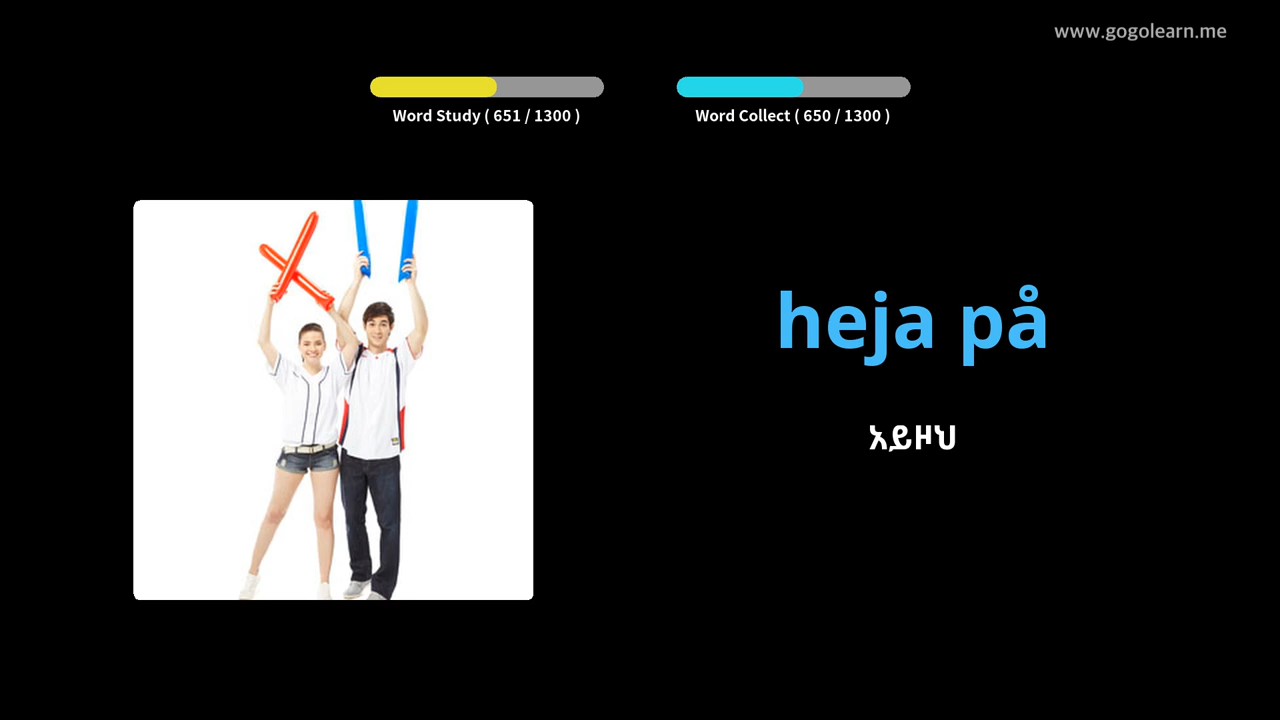 www.gogolearn.me
Word Study ( 651 / 1300 )
Word Collect ( 650 / 1300 )
heja på
አይዞህ